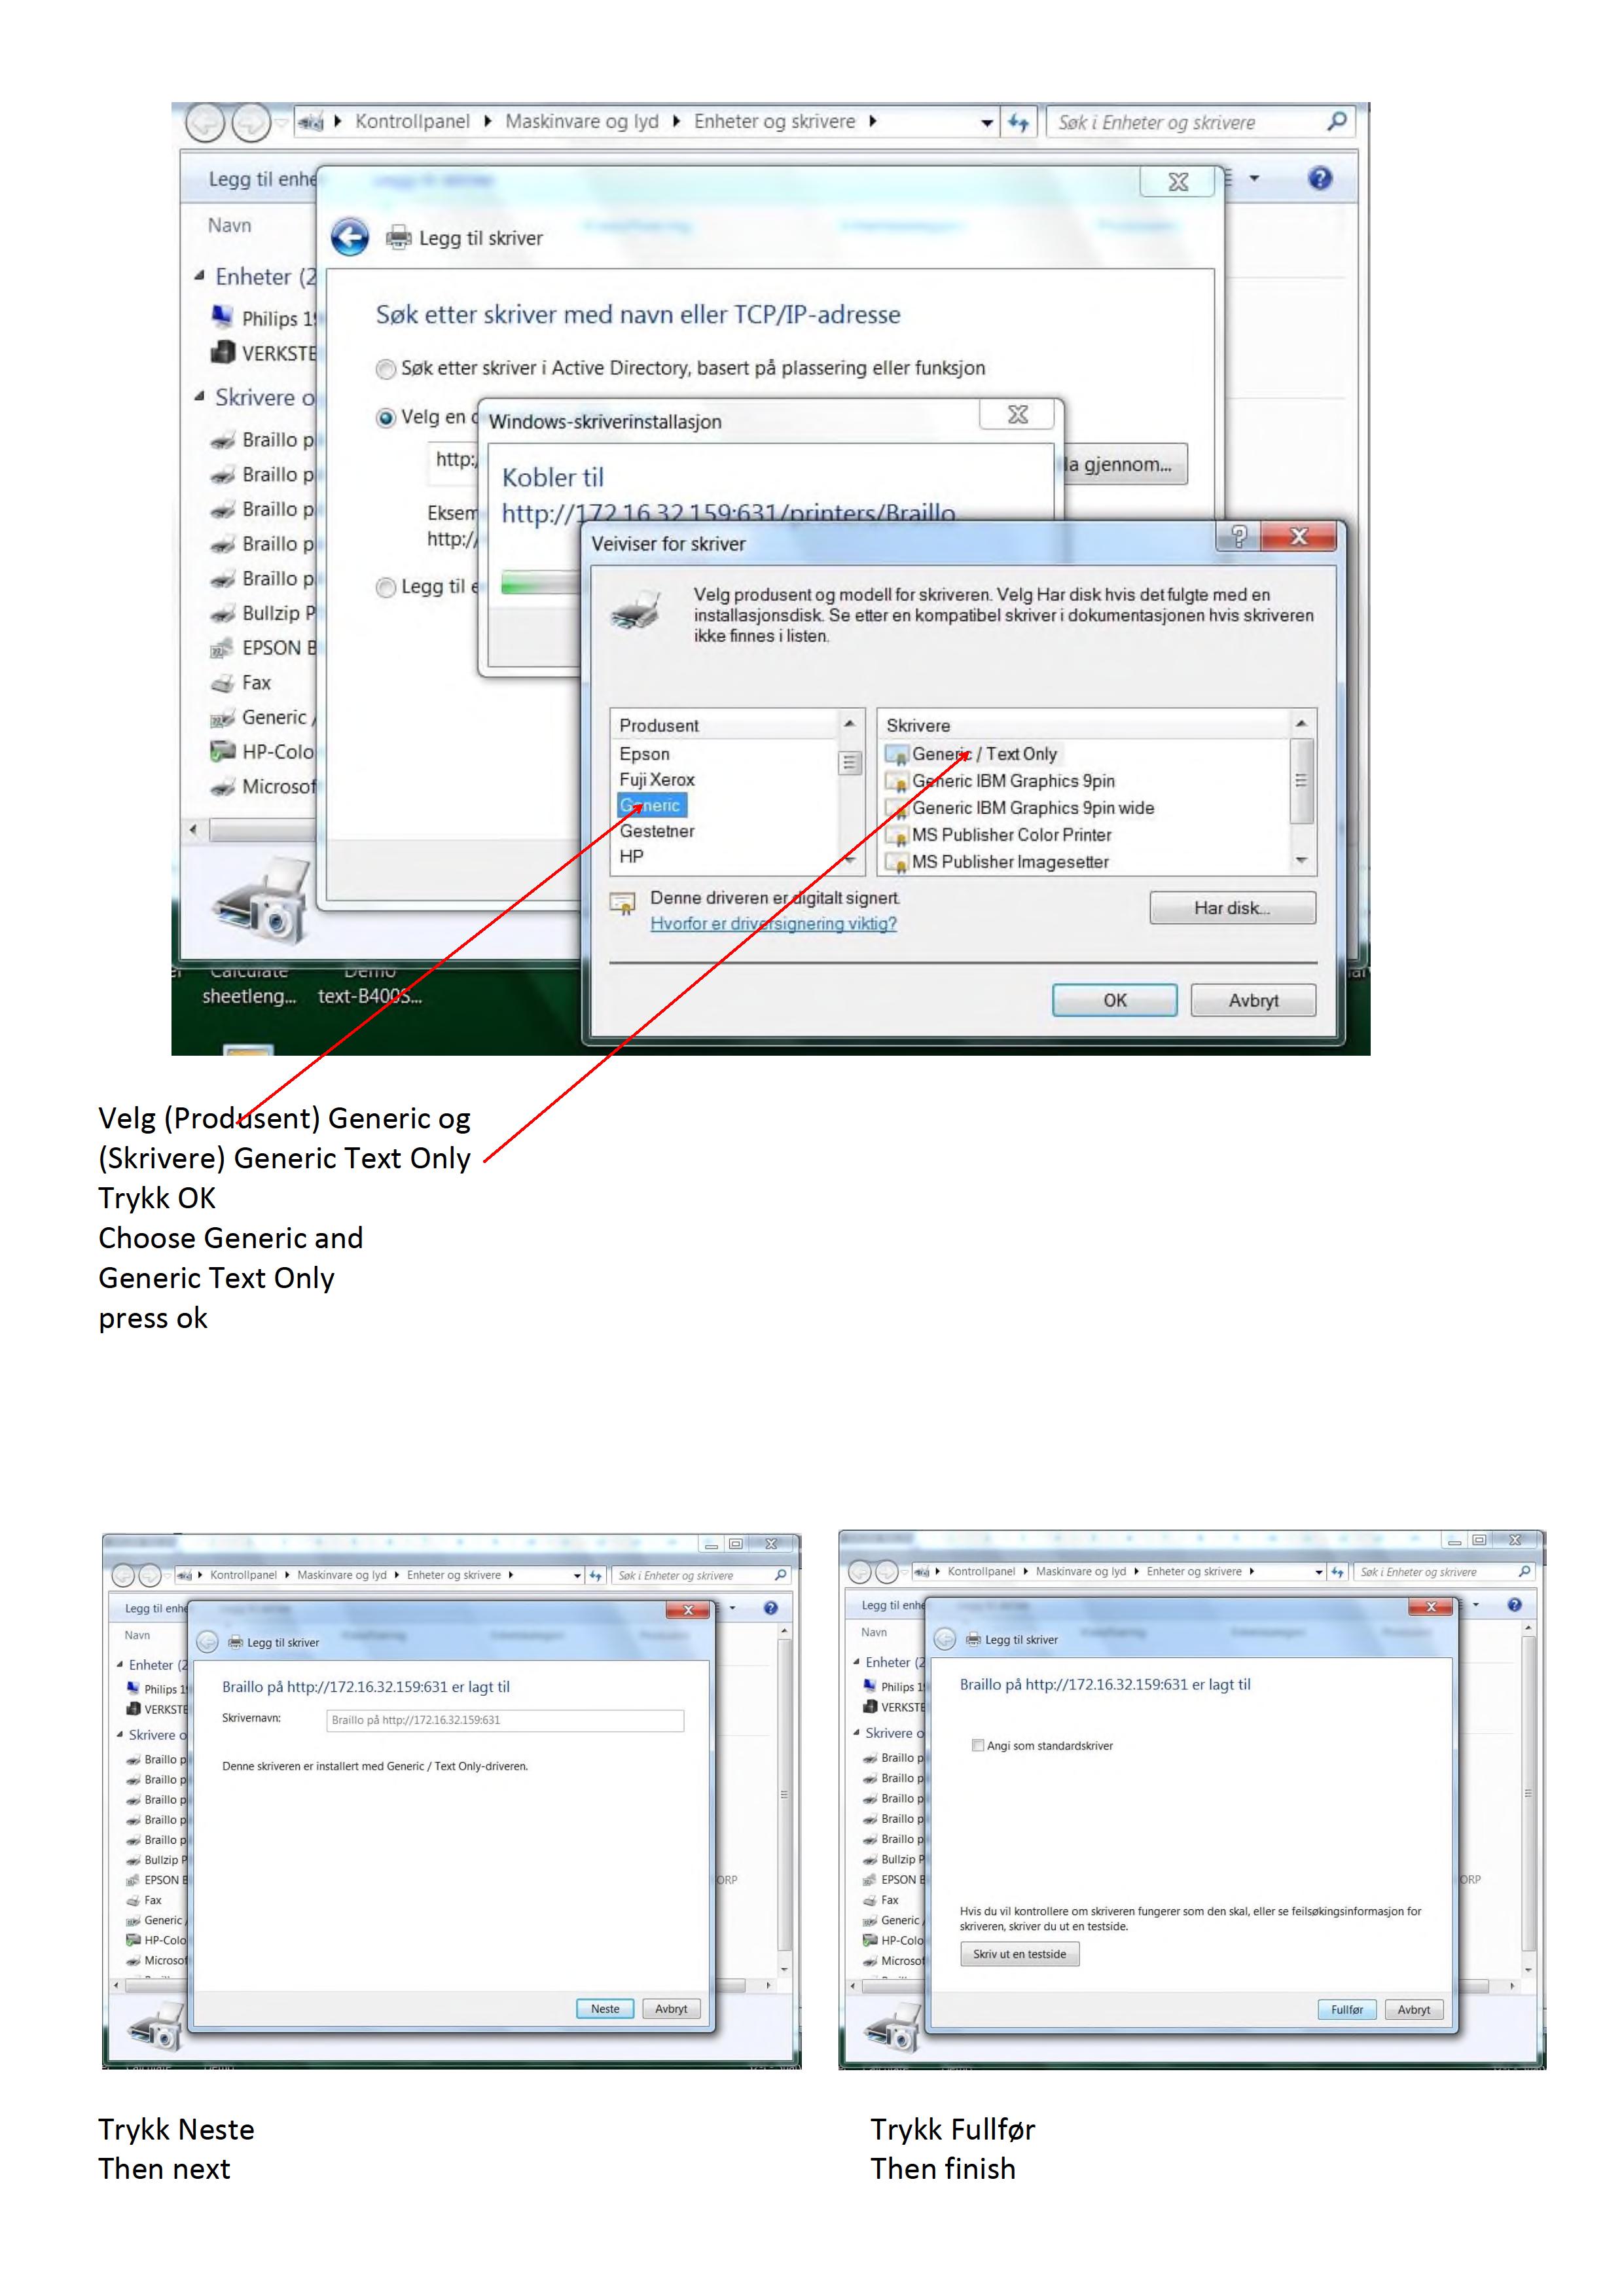 Kontrollpanel Maskinvare og lyd Enheter og skrivere Søk i Enheter og skrivere
Legg til enhe
Navn
Legg til skriver
Enheter (2
Søk etter skriver med navn eller TCP/IP-adresse
Philips 19
VERKSTE
Søk etter skriver i Active Directory, basert på plassering eller funksjon
Skrivere o
Velg en
Windows-skriverinstallasjon
Braillo p
http:/
la gjennom...
Kobler til
http://172.16.32.159:631/printers/Braillo
Braillo p
Braillo p
Eksem
http://
Braillo p
Veiviser for skriver
Braillo p
Legg til e
Velg produsent og modell for skriveren. Velg Har disk hvis det fulgte med en
installasjonsdisk. Se etter en kompatibel skriver i dokumentasjonen hvis skriveren
ikke finnes i listen.
Bullzip P
EPSON B
Fax
Generic /
HP-Colo
Microsof
Produsent
Epson
Fuji Xerox
Generic
Gestetner
HP
Skrivere
Generic / Text Only
Generic IBM Graphics 9pin
Generic IBM Graphics 9pin wide
MS Publisher Color Printer
MS Publisher Imagesetter
Denne driveren er digitalt signert.
Hvorfor er driversignering viktig?
Har disk...
OK Avbryt
Calculate
sheetleng...
Demo
text-B400S...
Velg (Produsent) Generic og
(Skrivere) Generic Text Only
Trykk OK
Choose Generic and
Generic Text Only
press ok
Kontrollpanel Maskinvare og lyd Enheter og skrivere Søk i Enheter og skrivere
Legg til enhe
Navn
Legg til skriver
Enheter (2
Philips 19
VERKSTE
Skrivere o
Braillo p
Braillo p
Braillo p
Braillo p
Braillo p
Bullzip P
EPSON B
Fax
Generic /
HP-Colo
Microsof
Braillo på http://172.16.32.159:631 er lagt til
Skrivernavn: Braillo på http://172.16.32.159:631
Denne skriveren er installert med Generic / Text Only-driveren.
ORP
Neste Avbryt
Trykk Neste
Then next
Kontrollpanel Maskinvare og lyd Enheter og skrivere Søk i Enheter og skrivere
Legg til enhe
Navn
Legg til skriver
Enheter (2
Philips 19
VERKSTE
Skrivere o
Braillo p
Braillo p
Braillo p
Braillo p
Braillo p
Bullzip P
EPSON B
Fax
Generic /
HP-Colo
Microsof
Braillo på http://172.16.32.159:631 er lagt til
Angi som standardskriver
ORP
Hvis du vil kontrollere om skriveren fungerer som den skal, eller se feilsøkingsinformasjon for
skriveren, skriver du ut en testside.
Skriv ut en testside
Fullfør Avbryt
Trykk Fullfør
Then finish